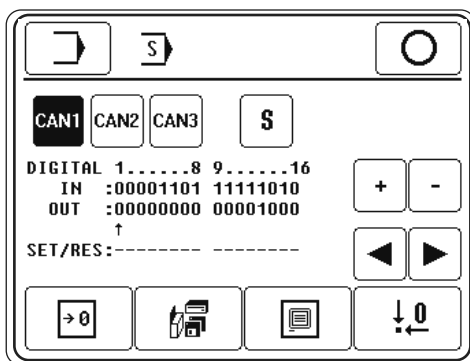 S
CAN1 CAN2 CAN3 S
DIGITAL 1......8 9......16
IN :00001101 11111010
OUT :00000000 00001000
↑
SET/RES:-------- --------
+ -
→0 0